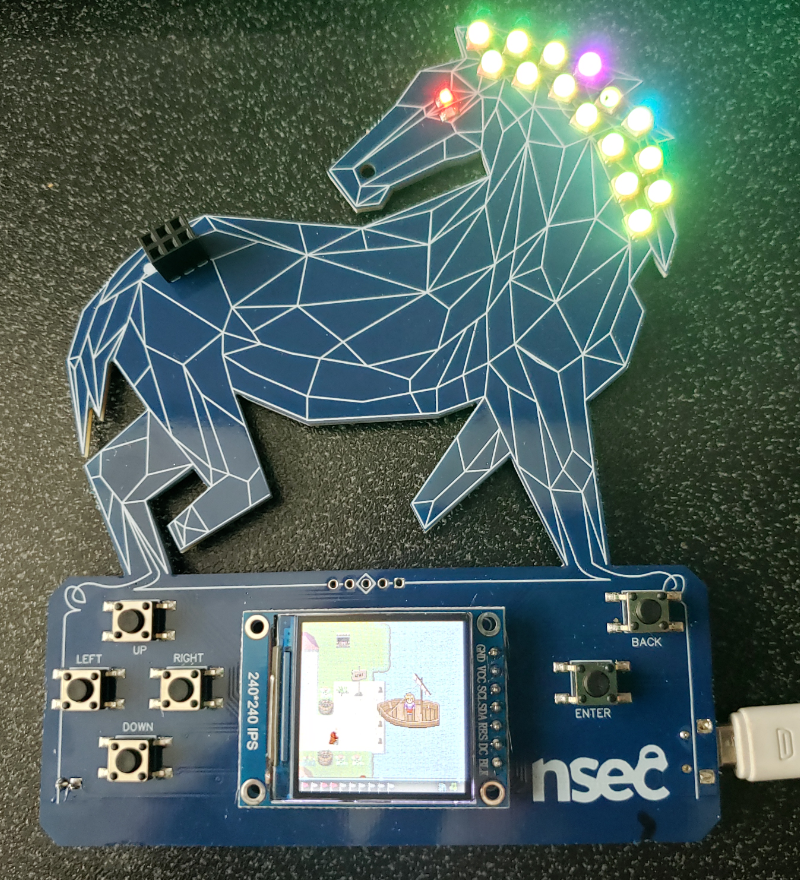 UP
LEFT
RIGHT
DOWN
240*240 IPS
GND VCC SCL SDA RES DC BLK
BACK
ENTER
nsec